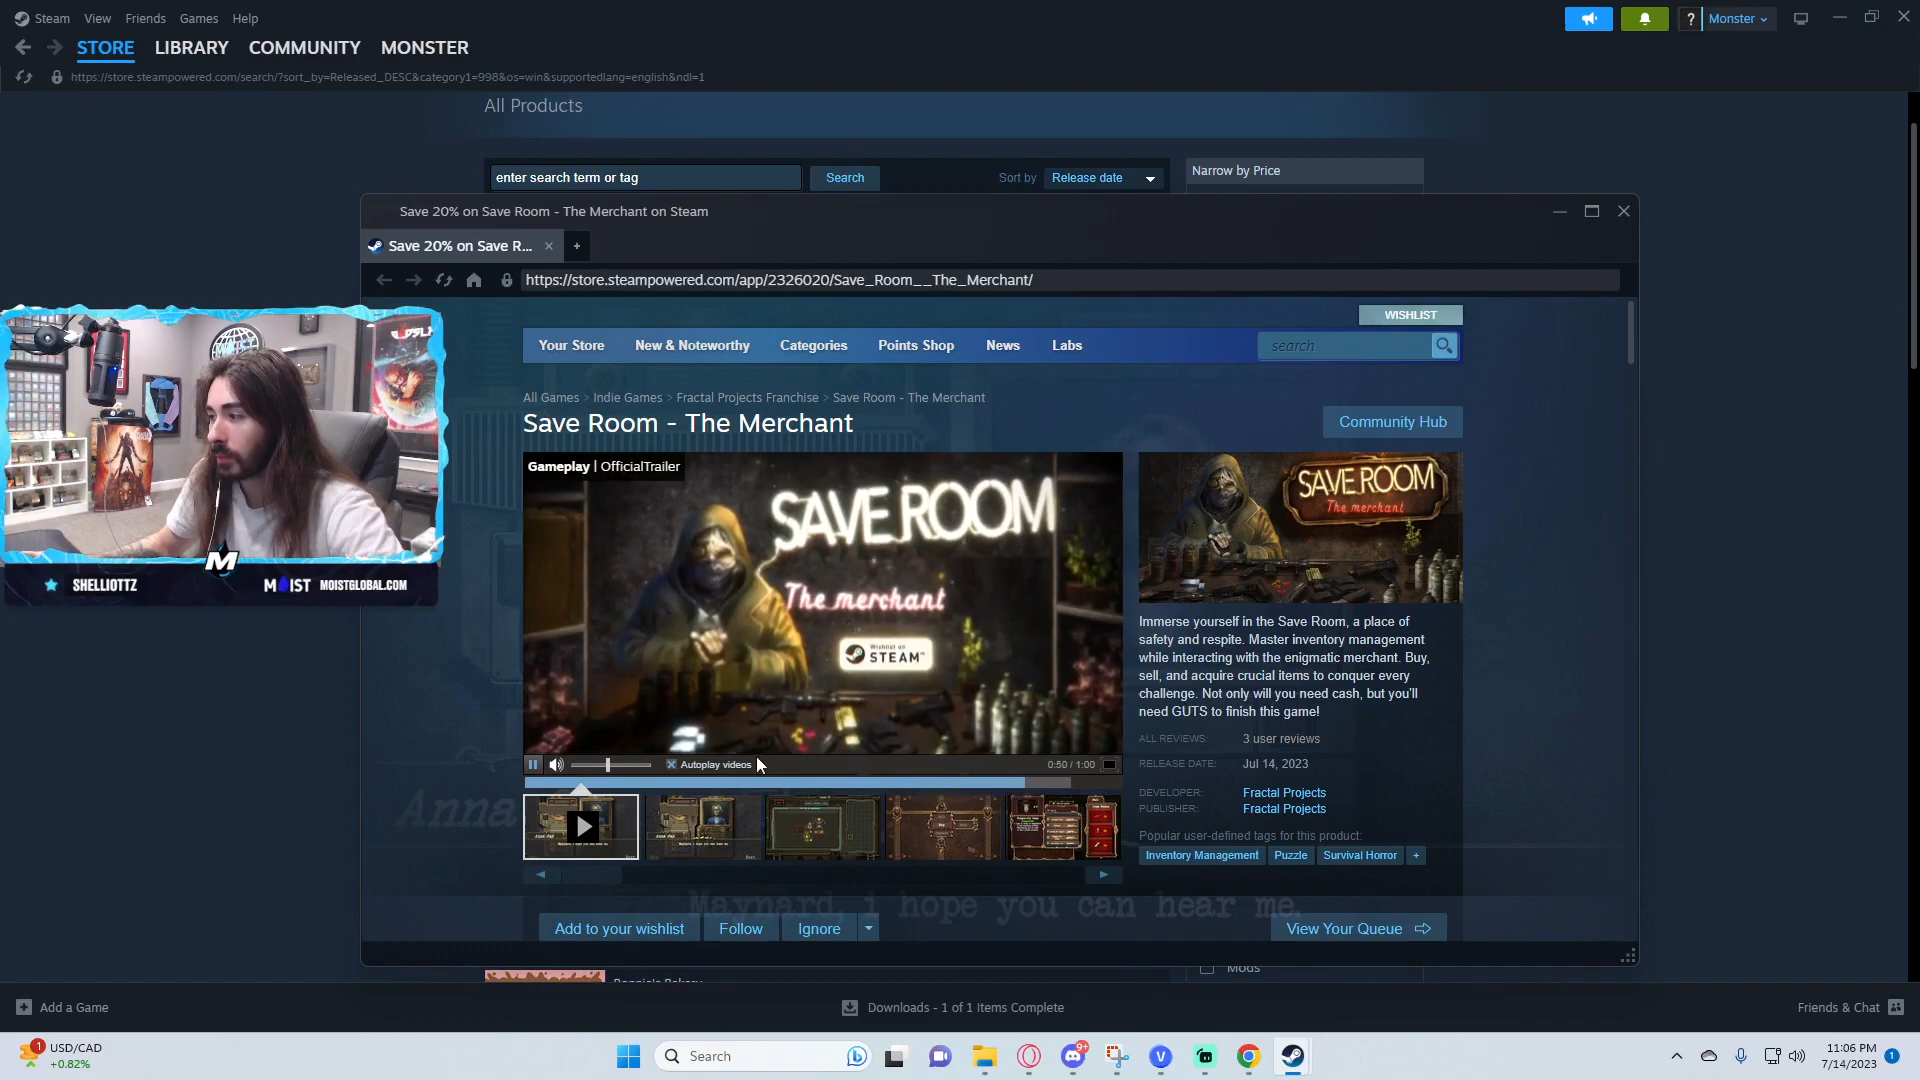 Steam View Friends Games Help
? Monster
STORE LIBRARY COMMUNITY MONSTER
https://store.steampowered.com/search/?sort_by=Released_DESC&category1=998&os=win&supportedlang=english&ndl=1
All Products
enter search term or tag
Search
Sort by Release date
Narrow by Price
Save 20% on Save Room - The Merchant on Steam
Save 20% on Save R...
https://store.steampowered.com/app/2326020/Save_Room__The_Merchant/
WISHLIST
Your Store New & Noteworthy Categories Points Shop News Labs
search
All Games > Indie Games > Fractal Projects Franchise > Save Room - The Merchant
Save Room - The Merchant
Community Hub
Gameplay | OfficialTrailer
SAVE ROOM
The merchant
Wishlist on
STEAM™
SAVE ROOM
The merchant
Immerse yourself in the Save Room, a place of
safety and respite. Master inventory management
while interacting with the enigmatic merchant. Buy,
sell, and acquire crucial items to conquer every
challenge. Not only will you need cash, but you'll
need GUTS to finish this game!
ALL REVIEWS: 3 user reviews
RELEASE DATE: Jul 14, 2023
DEVELOPER: Fractal Projects
PUBLISHER: Fractal Projects
Popular user-defined tags for this product:
Inventory Management Puzzle Survival Horror +
Autoplay videos
0:50 / 1:00
Anna
Maynard, i hope you can hear me.
Add to your wishlist Follow Ignore
View Your Queue
Mods
MOIST
M
SHELLIOTTZ
MOIST MOISTGLOBAL.COM
Add a Game
Downloads - 1 of 1 Items Complete
Friends & Chat
1
USD/CAD
+0.82%
Search
9+
V
11:06 PM
7/14/2023
1